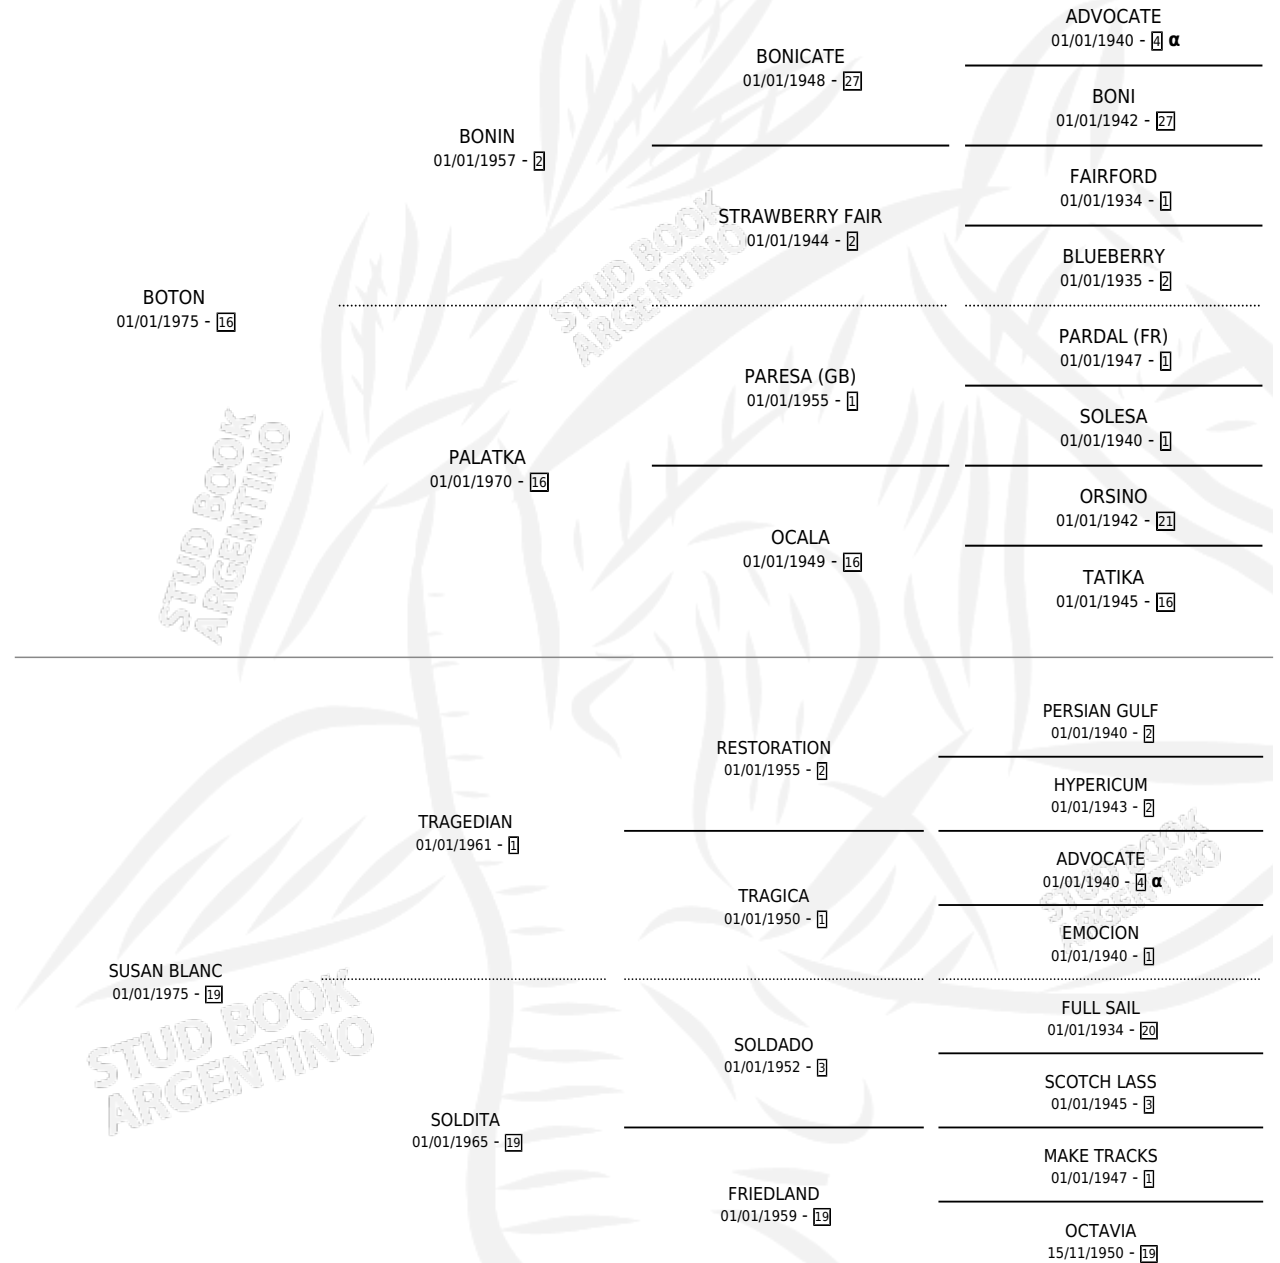 ADVOCATE
01/01/1940 - 4 α
BONICATE
01/01/1948 - 27
BONI
01/01/1942 - 27
BONIN
01/01/1957 - 2
FAIRFORD
01/01/1934 - 1
STRAWBERRY FAIR
01/01/1944 - 2
BLUEBERRY
01/01/1935 - 2
BOTON
01/01/1975 - 16
PARDAL (FR)
01/01/1947 - 1
PARESA (GB)
01/01/1955 - 1
SOLESA
01/01/1940 - 1
PALATKA
01/01/1970 - 16
ORSINO
01/01/1942 - 21
OCALA
01/01/1949 - 16
TATIKA
01/01/1945 - 16
PERSIAN GULF
01/01/1940 - 2
RESTORATION
01/01/1955 - 2
HYPERICUM
01/01/1943 - 2
TRAGEDIAN
01/01/1961 - 1
ADVOCATE
01/01/1940 - 4 α
TRAGICA
01/01/1950 - 1
EMOCION
01/01/1940 - 1
SUSAN BLANC
01/01/1975 - 19
FULL SAIL
01/01/1934 - 20
SOLDADO
01/01/1952 - 3
SCOTCH LASS
01/01/1945 - 3
SOLDITA
01/01/1965 - 19
MAKE TRACKS
01/01/1947 - 1
FRIEDLAND
01/01/1959 - 19
OCTAVIA
15/11/1950 - 19
STUD BOOK
ARGENTINO
STUD BOOK
ARGENTINO
STUD BOOK
ARGENTINO
STUD BOOK
ARGENTINO